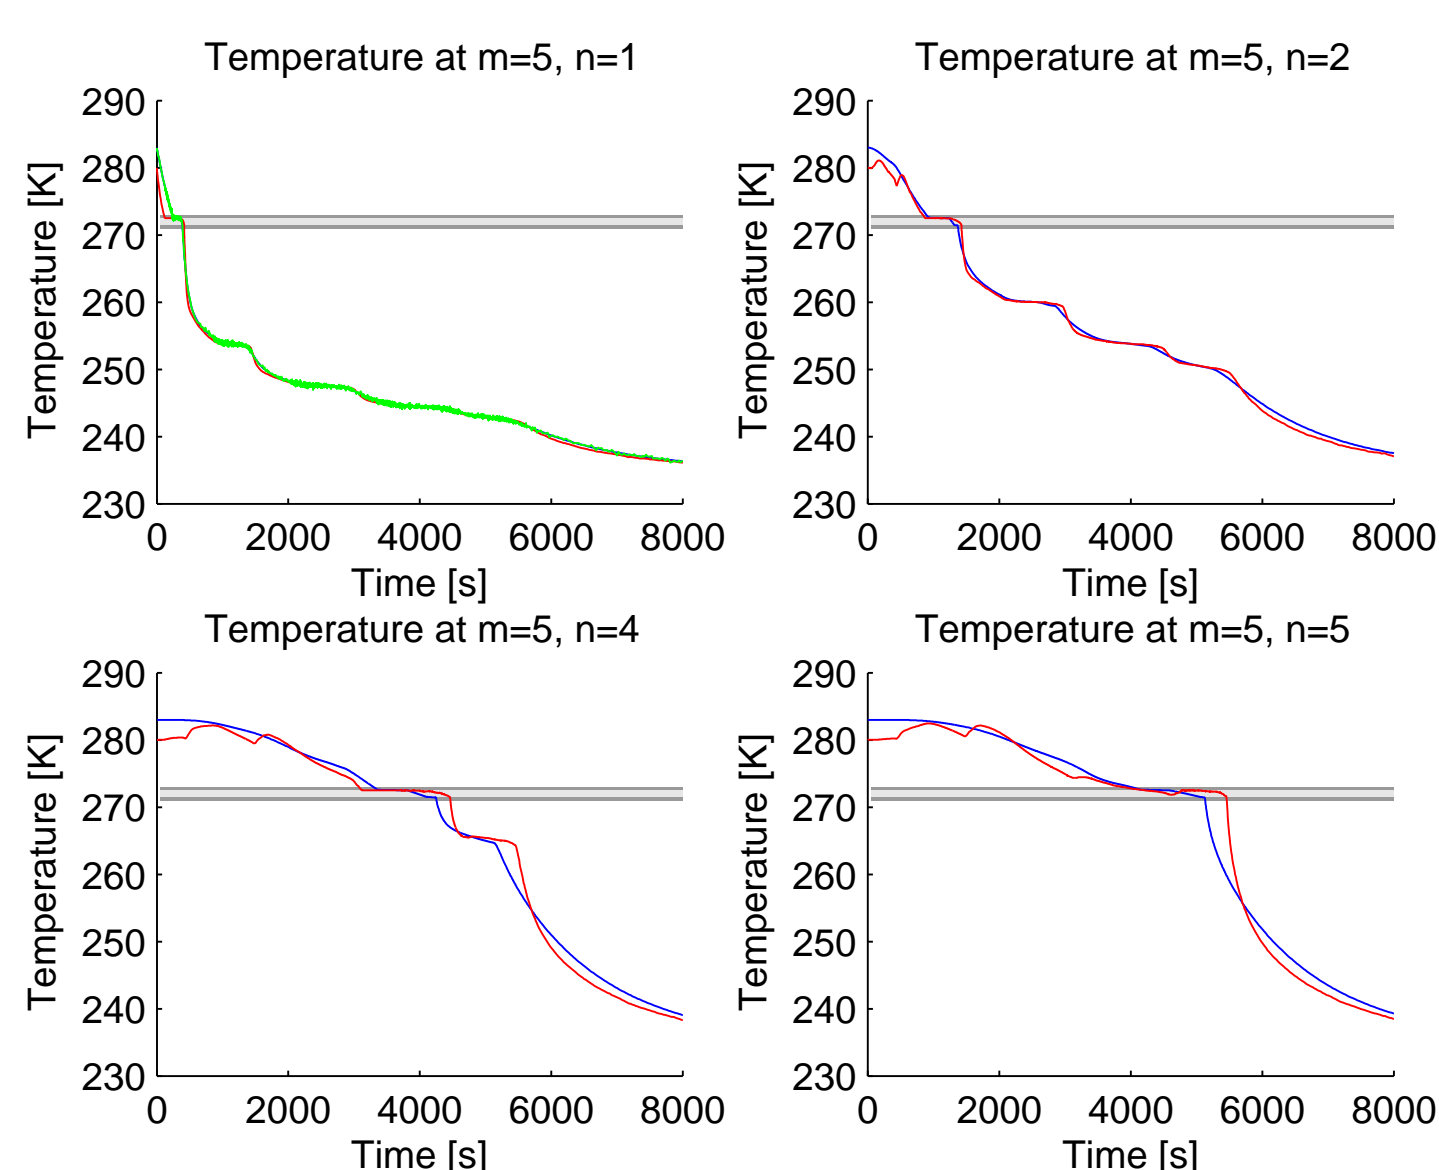 Temperature at m=5, n=1
Temperature [K]
290
280
270
260
250
240
230
0 2000 4000 6000 8000
Time [s]
Temperature at m=5, n=2
Temperature [K]
290
280
270
260
250
240
230
0 2000 4000 6000 8000
Time [s]
Temperature at m=5, n=4
Temperature [K]
290
280
270
260
250
240
230
0 2000 4000 6000 8000
Time [s]
Temperature at m=5, n=5
Temperature [K]
290
280
270
260
250
240
230
0 2000 4000 6000 8000
Time [s]